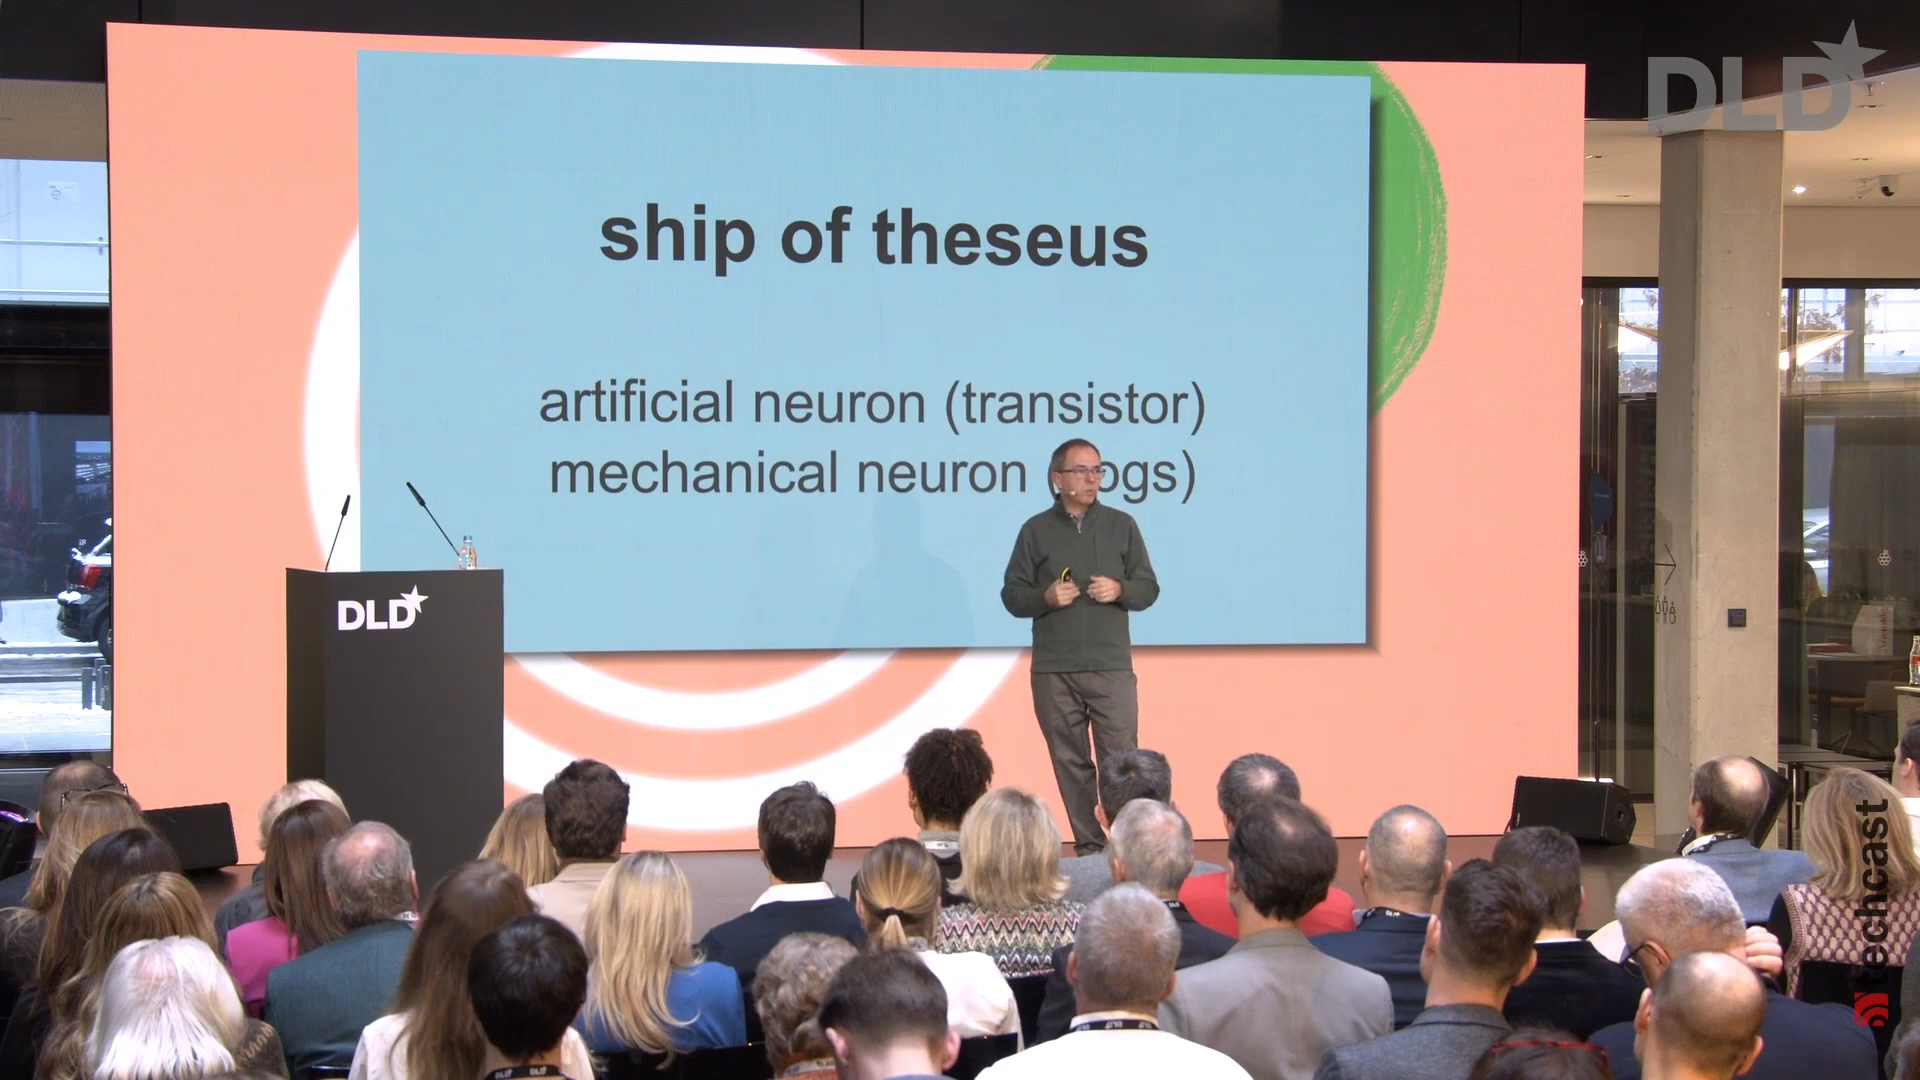 DLD
ship of theseus
artificial neuron (transistor)
mechanical neuron ogs)
DLD
techcast